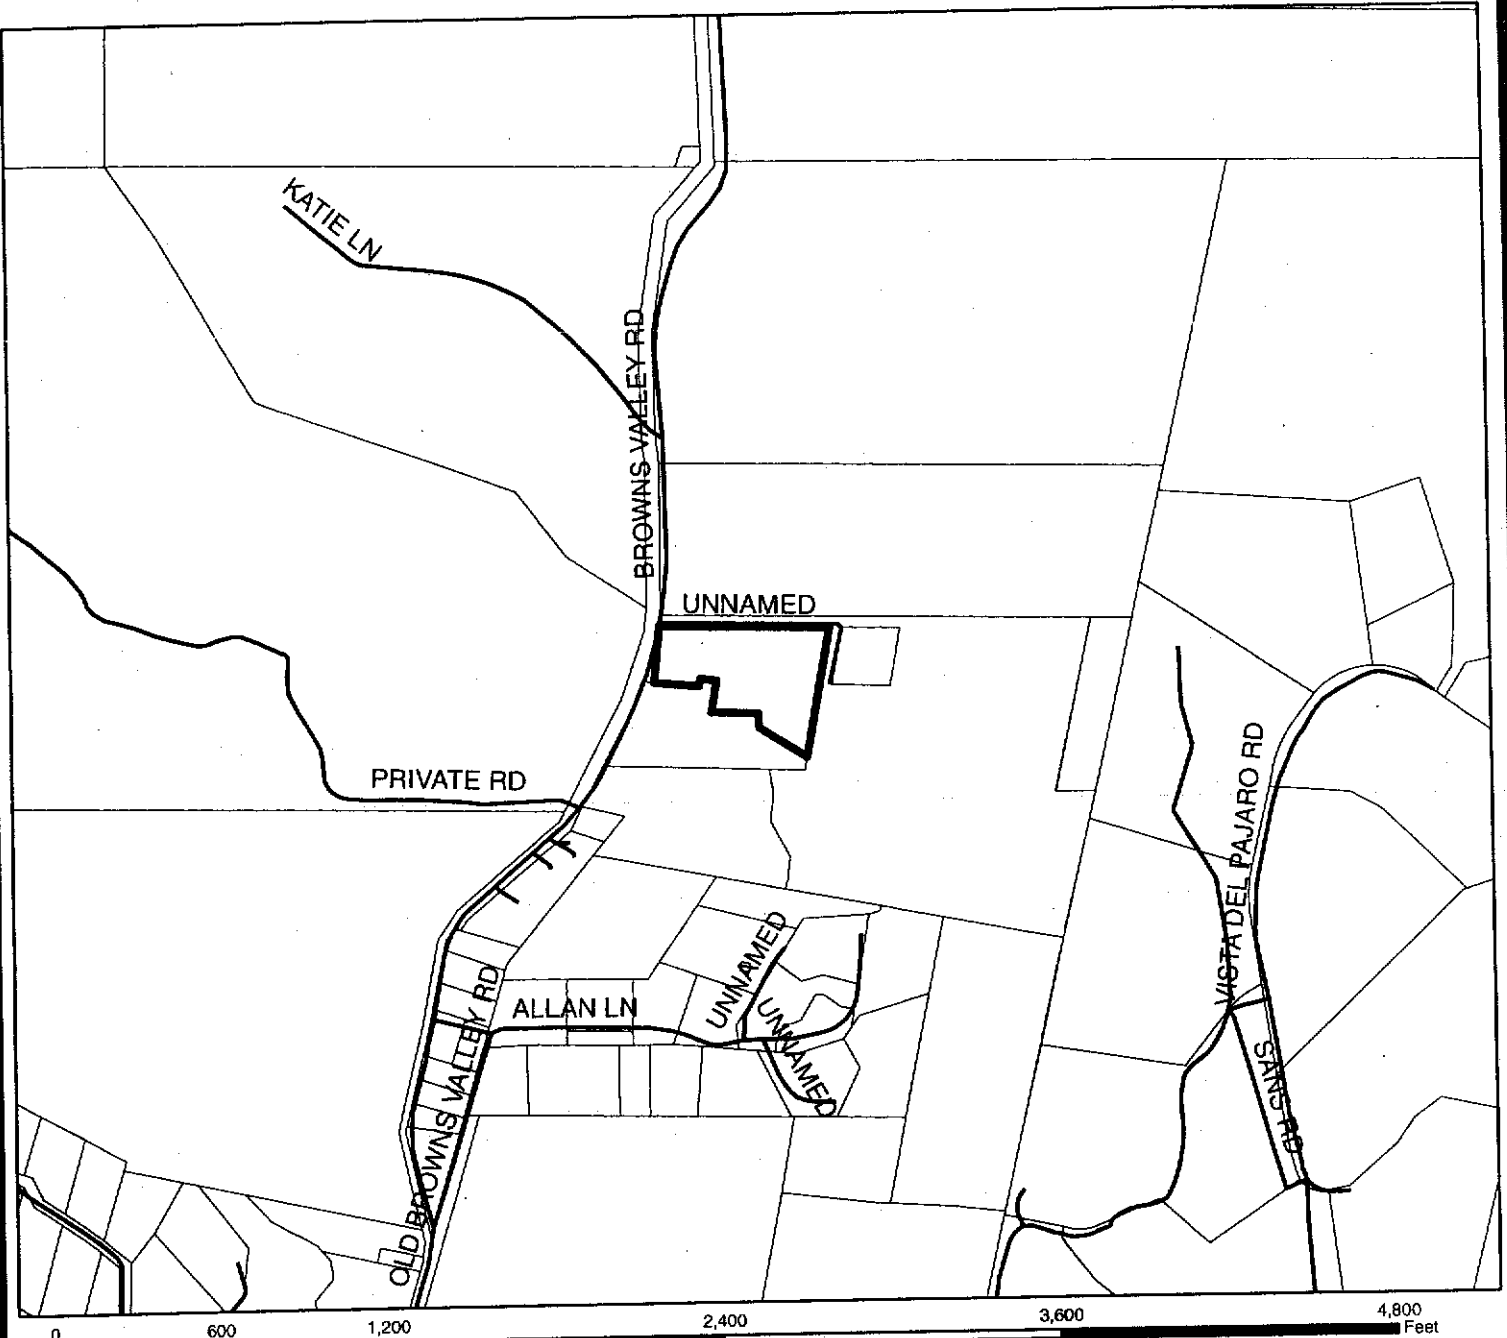 KATIE LN
BROWNS VALLEY RD
UNNAMED
PRIVATE RD
VISTA DEL PAJARO RD
UNNAMED
ALLAN LN
UNNAMED
SANS RD
OLD BROWNS VALLEY RD
0 600 1,200 2,400 3,600 4,800
Feet